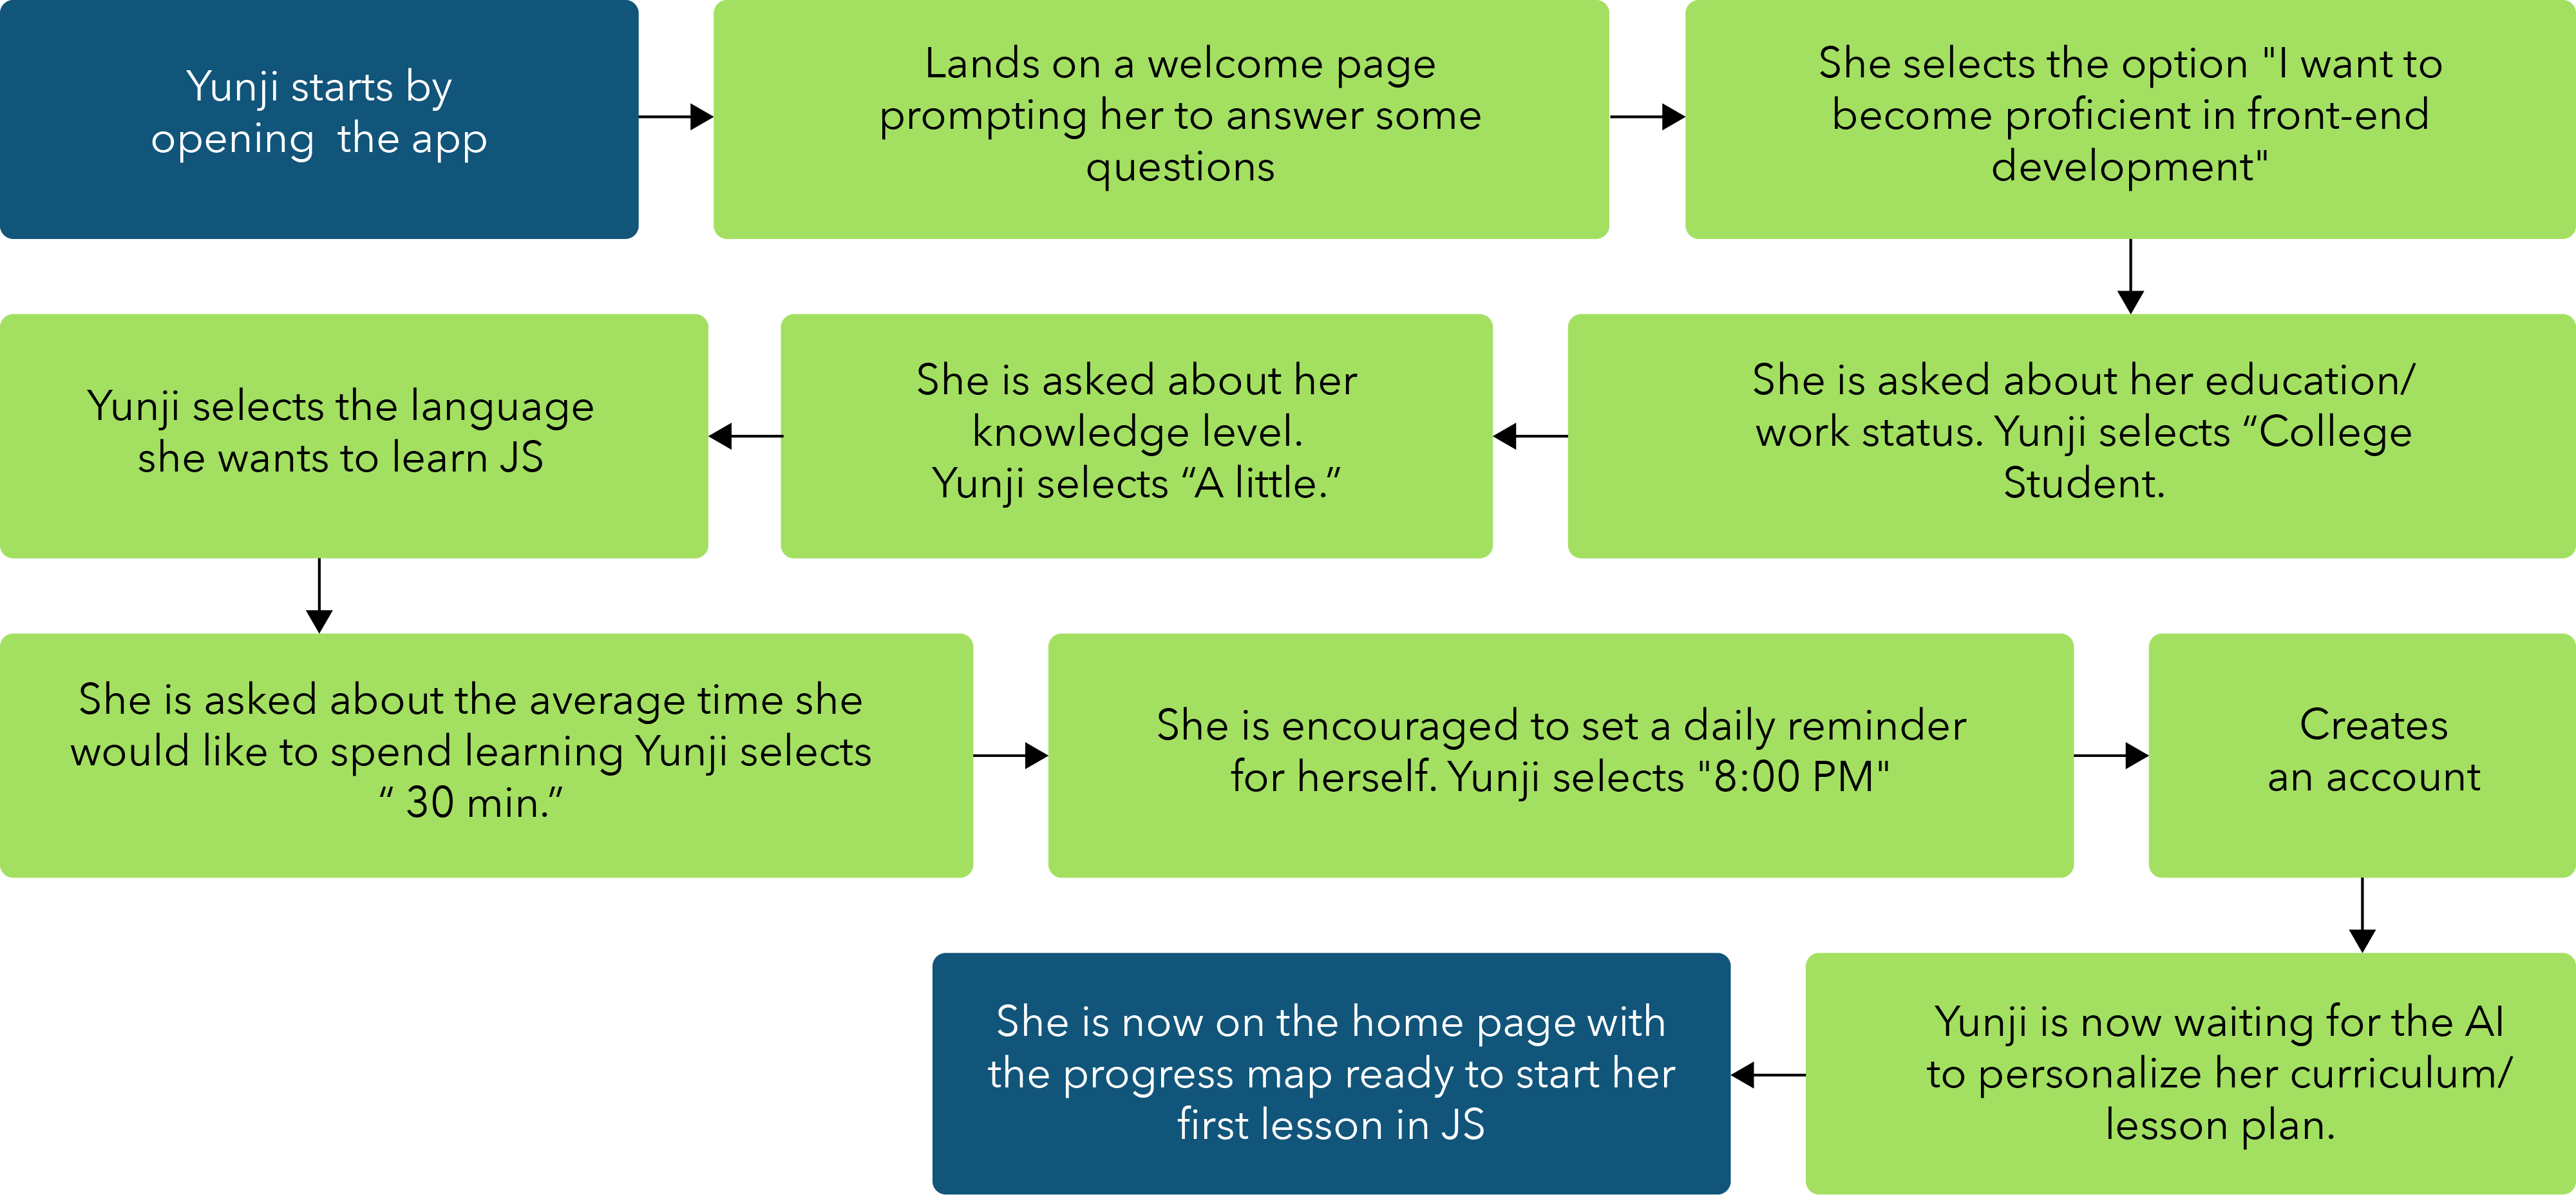 Yunji starts by
opening  the app
Lands on a welcome page
prompting her to answer some
questions
She selects the option "I want to
become proficient in front-end
development"
She is asked about her education/
work status. Yunji selects “College
Student.
She is asked about her
knowledge level.
Yunji selects “A little.”
Yunji selects the language
she wants to learn JS
She is asked about the average time she
would like to spend learning Yunji selects
“ 30 min.”
She is encouraged to set a daily reminder
for herself. Yunji selects "8:00 PM"
Creates
an account
Yunji is now waiting for the AI
to personalize her curriculum/
lesson plan.
She is now on the home page with
the progress map ready to start her
first lesson in JS